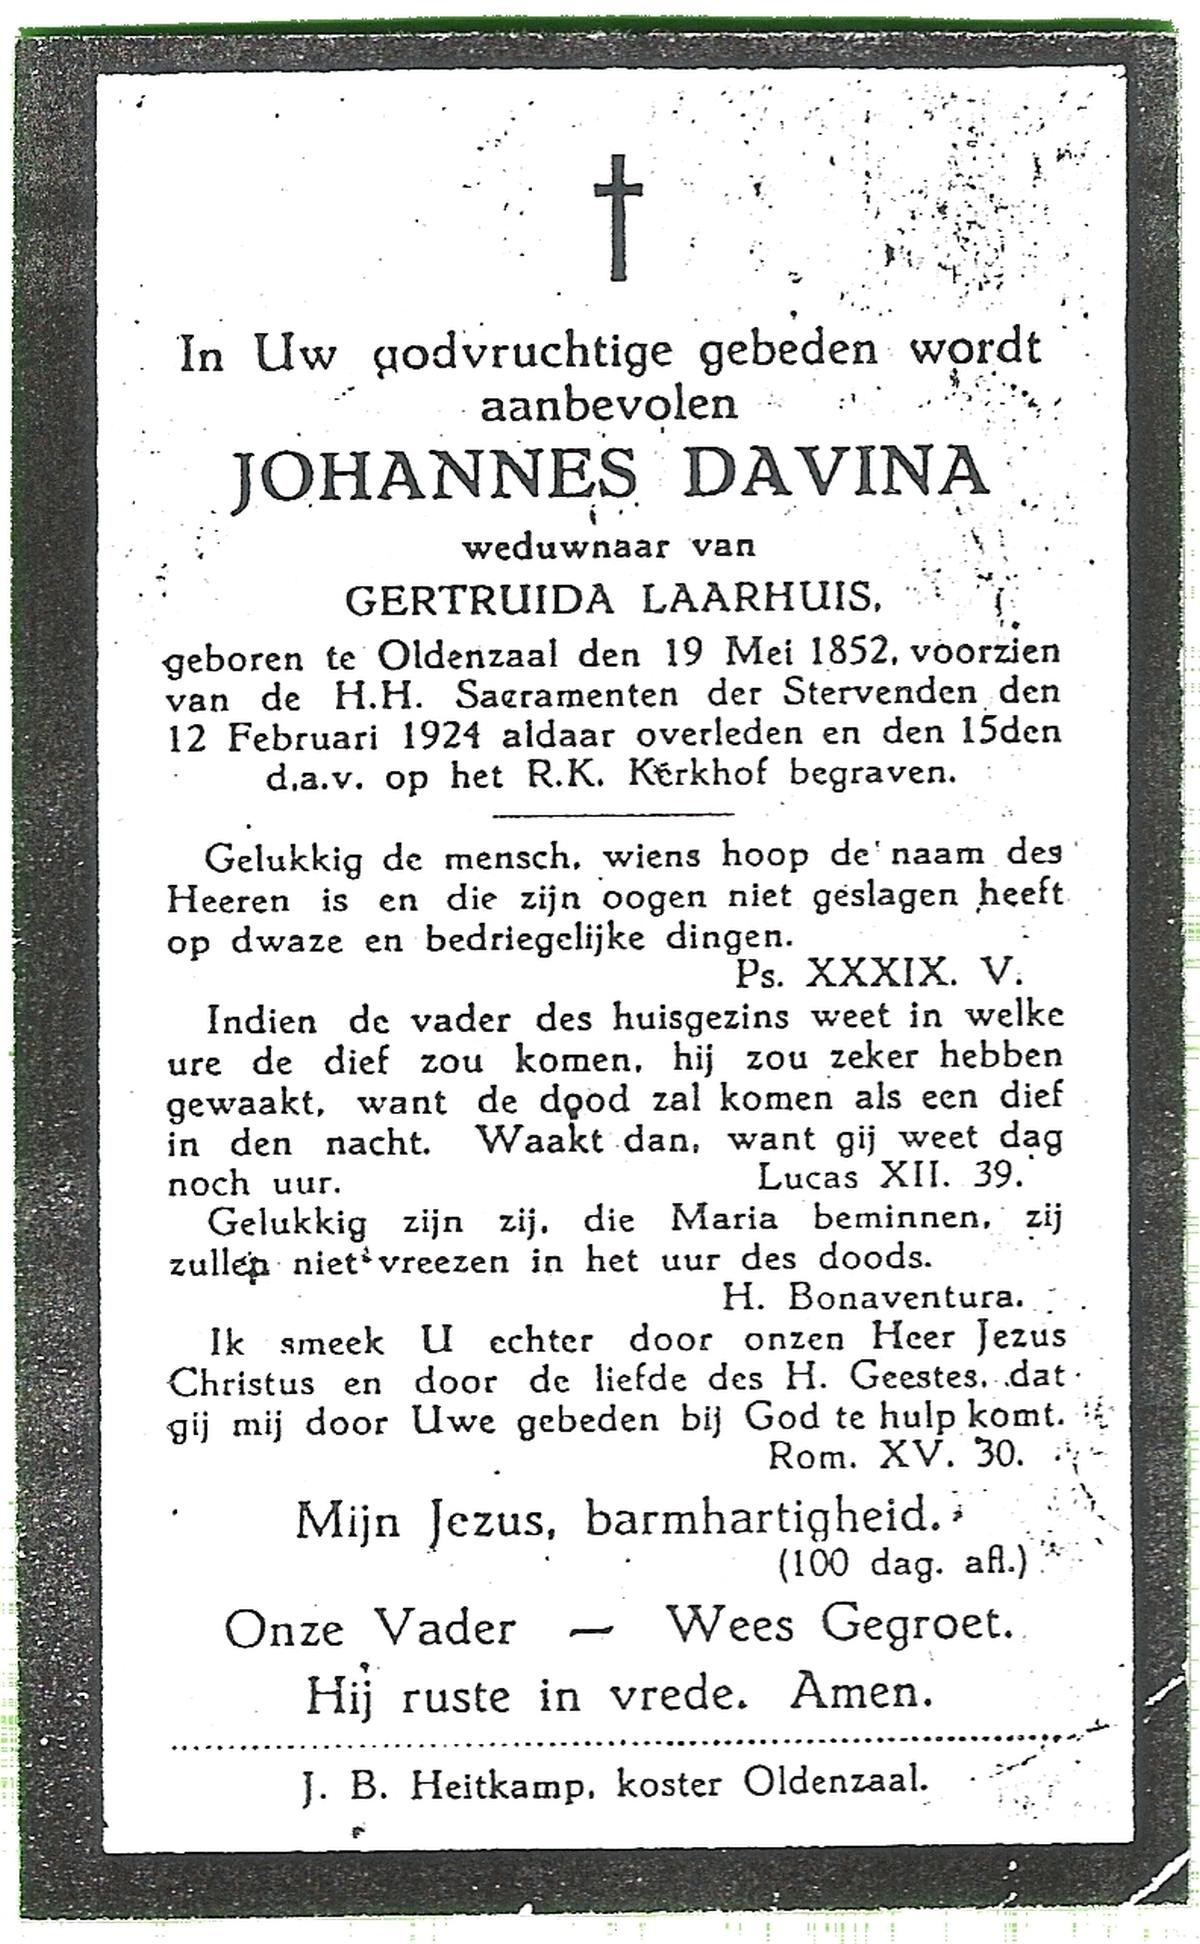 In Uw godvruchtige gebeden wordt
aanbevolen
JOHANNES DAVINA
weduwnaar van
GERTRUIDA LAARHUIS,
geboren te Oldenzaal den 19 Mei 1852, voorzien
van de H.H. Sacramenten der Stervenden den
12 Februari 1924 aldaar overleden en den 15den
d.a.v. op het R.K. Kerkhof begraven.
Gelukkig de mensch, wiens hoop de naam des
Heeren is en die zijn oogen niet geslagen heeft
op dwaze en bedriegelijke dingen.
Ps. XXXIX. V.
Indien de vader des huisgezins weet in welke
ure de dief zou komen, hij zou zeker hebben
gewaakt, want de dood zal komen als een dief
in den nacht. Waakt dan, want gij weet dag
noch uur. Lucas XII. 39.
Gelukkig zijn zij, die Maria beminnen, zij
zullen niet vreezen in het uur des doods.
H. Bonaventura.
Ik smeek U echter door onzen Heer Jezus
Christus en door de liefde des H. Geestes, dat
gij mij door Uwe gebeden bij God te hulp komt.
Rom. XV. 30.
Mijn Jezus, barmhartigheid.
(100 dag. afl.)
Onze Vader — Wees Gegroet.
Hij ruste in vrede. Amen.
J. B. Heitkamp, koster Oldenzaal.